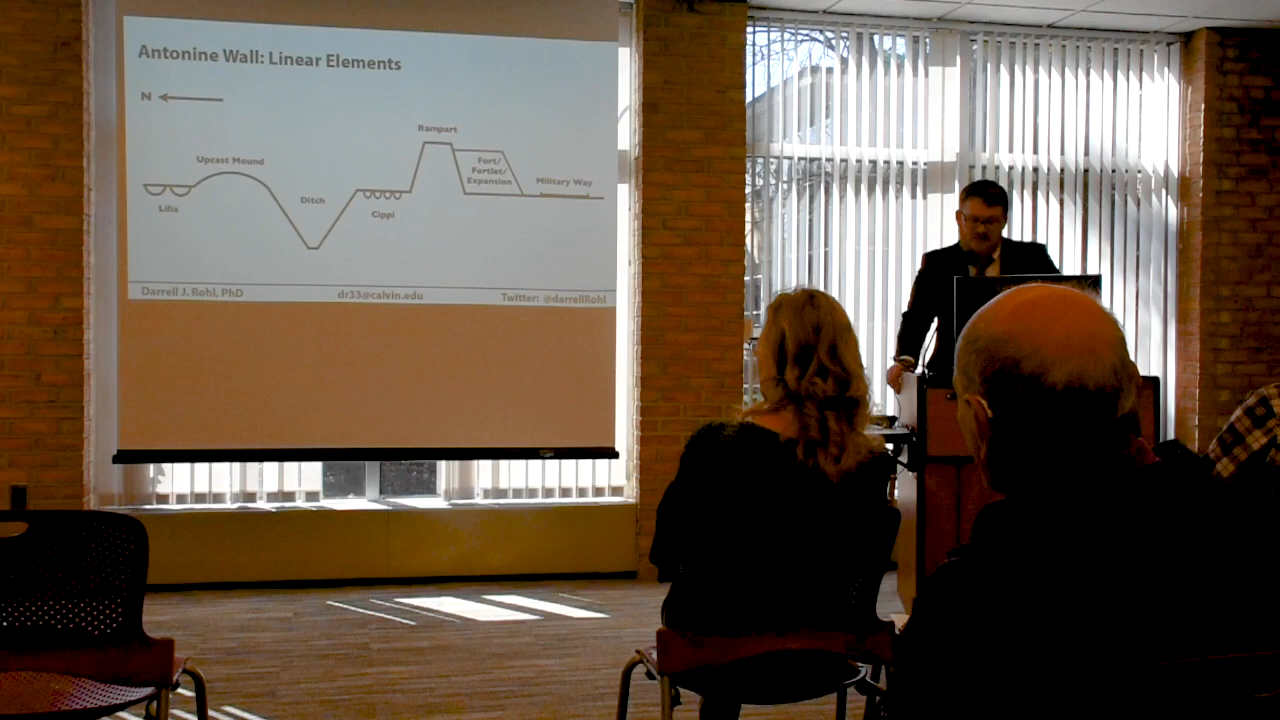 Antonine Wall: Linear Elements
N
Rampart
Upcast Mound
Fort/
Fortlet/
Expansion
Military Way
Ditch
Lilia
Cippi
Darrell J. Rohl, PhD
dr33@calvin.edu
Twitter: @darrellRohl